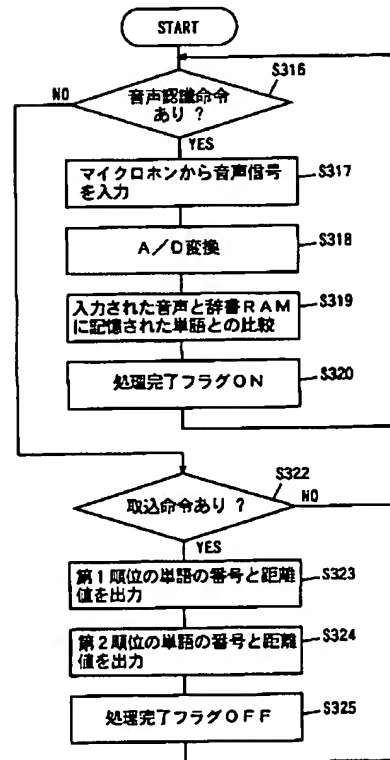 START
S316
NO
音声認識命令
あり ?
YES
マイクロホンから音声信号
を入力
S317
A/D変換
S318
入力された音声と辞書RAM
に記憶された単語との比較
S319
処理完了フラグON
S320
S322
取込命令あり ?
NO
YES
第1順位の単語の番号と距離
値を出力
S323
第2順位の単語の番号と距離
値を出力
S324
処理完了フラグOFF
S325